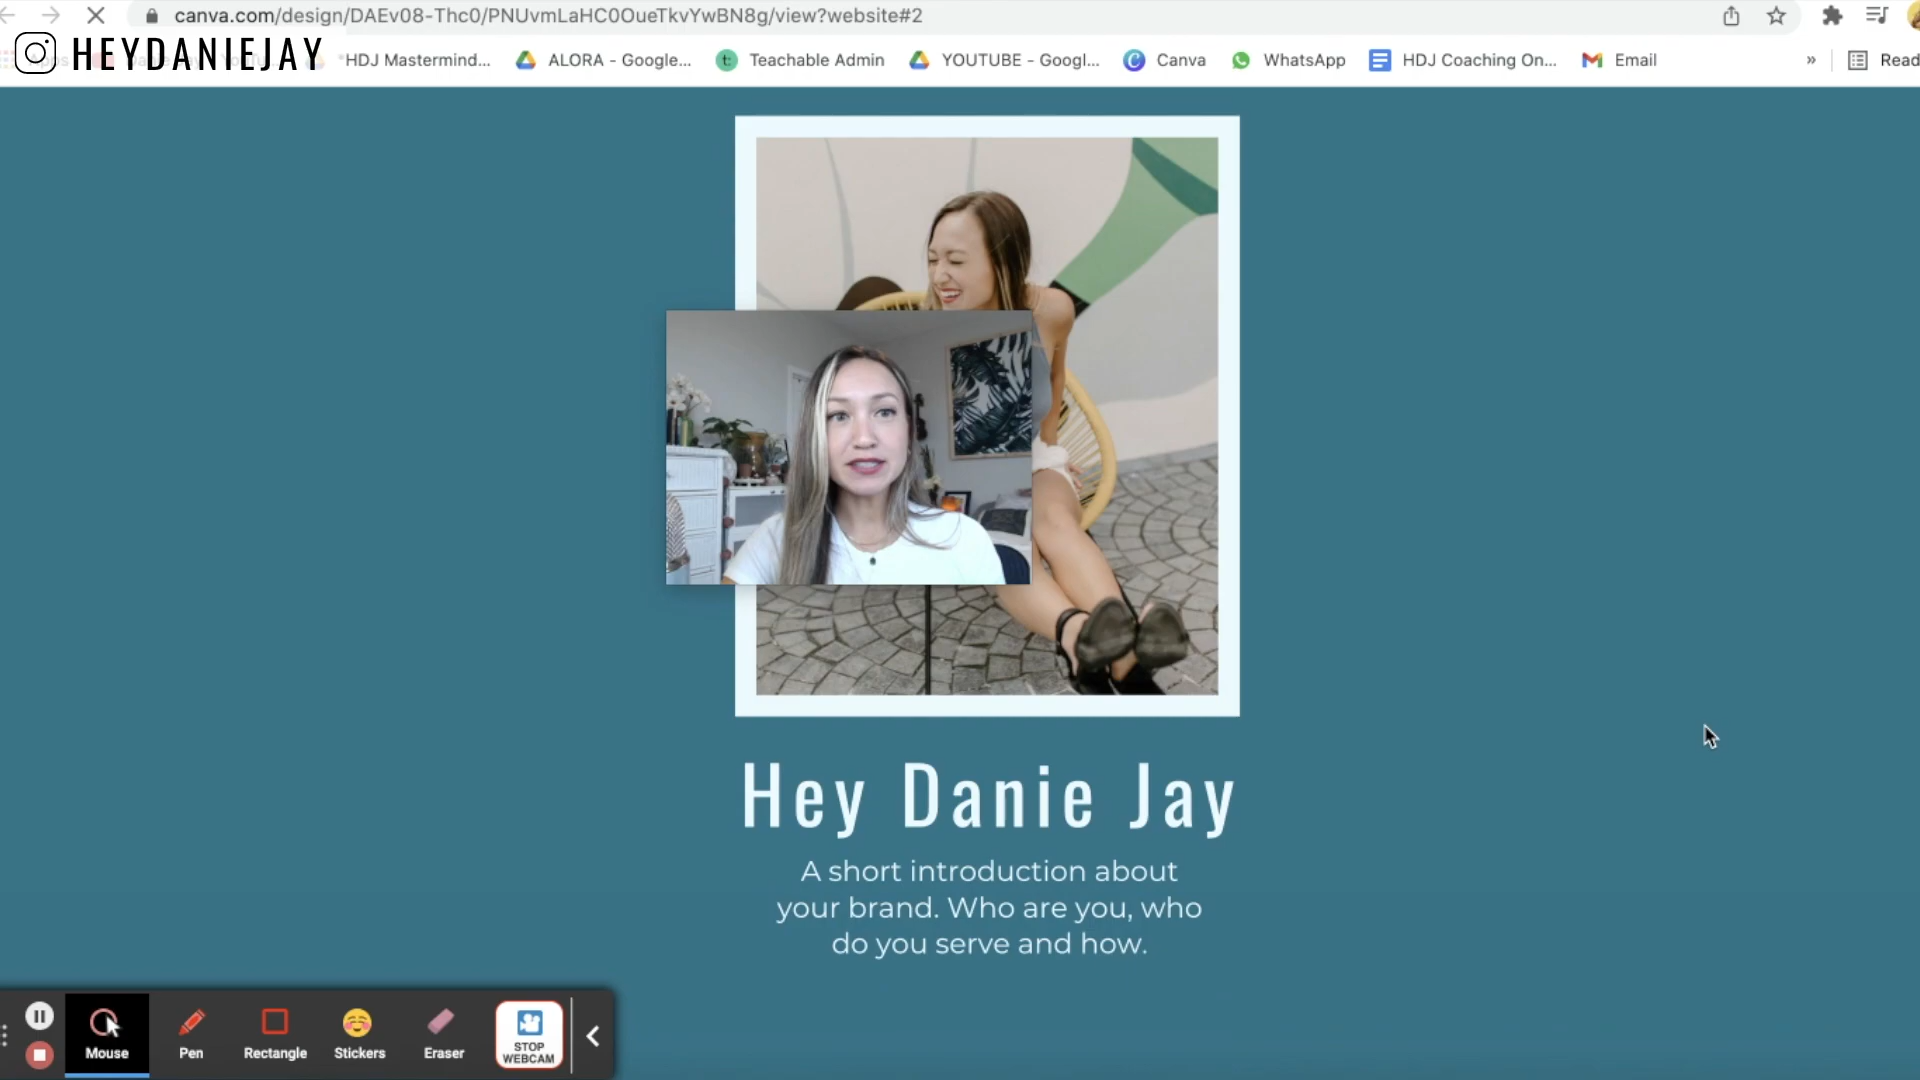 canva.com/design/DAEv08-Thc0/PNUvmLaHC0OueTkvYwBN8g/view?website#2
HEYDANIEJAY
*HDJ Mastermind... ALORA - Google... Teachable Admin YOUTUBE - Googl... Canva WhatsApp HDJ Coaching On... Email » Read
Hey Danie Jay
A short introduction about
your brand. Who are you, who
do you serve and how.
Mouse Pen Rectangle Stickers Eraser STOP
WEBCAM